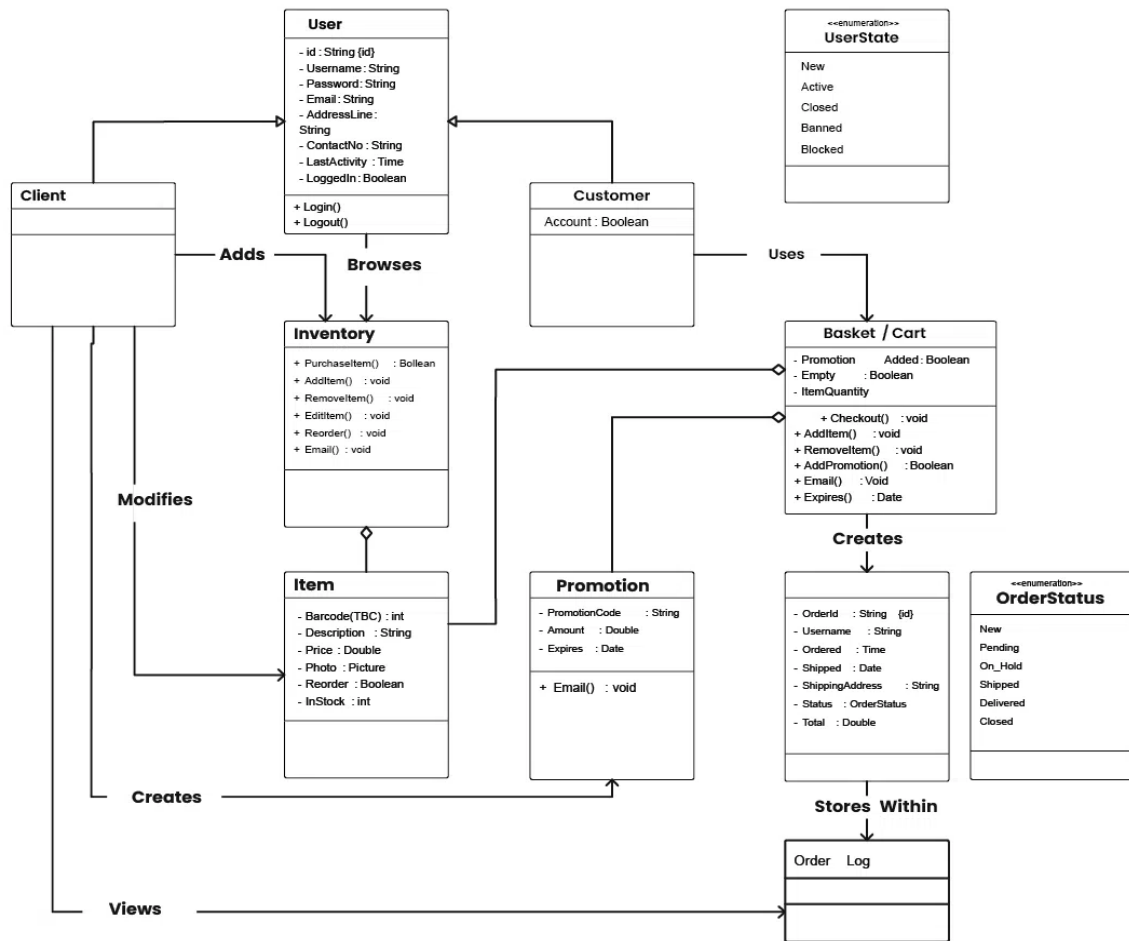 User
- id : String {id}
- Username : String
- Password : String
- Email : String
- AddressLine :
String
- ContactNo : String
- LastActivity : Time
- LoggedIn : Boolean
+ Login()
+ Logout()
<<enumeration>>
UserState
New
Active
Closed
Banned
Blocked
Client
Customer
Account : Boolean
Adds
Browses
Uses
Inventory
+ PurchaseItem() : Bollean
+ AddItem() : void
+ RemoveItem() : void
+ EditItem() : void
+ Reorder() : void
+ Email() : void
Basket / Cart
- Promotion Added : Boolean
- Empty : Boolean
- ItemQuantity
+ Checkout() : void
+ AddItem() : void
+ RemoveItem() : void
+ AddPromotion() : Boolean
+ Email() : Void
+ Expires() : Date
Modifies
Creates
Item
- Barcode(TBC) : int
- Description : String
- Price : Double
- Photo : Picture
- Reorder : Boolean
- InStock : int
Promotion
- PromotionCode : String
- Amount : Double
- Expires : Date
+ Email() : void
- OrderId : String {id}
- Username : String
- Ordered : Time
- Shipped : Date
- ShippingAddress : String
- Status : OrderStatus
- Total : Double
<<enumeration>>
OrderStatus
New
Pending
On_Hold
Shipped
Delivered
Closed
Creates
Stores Within
Order Log
Views